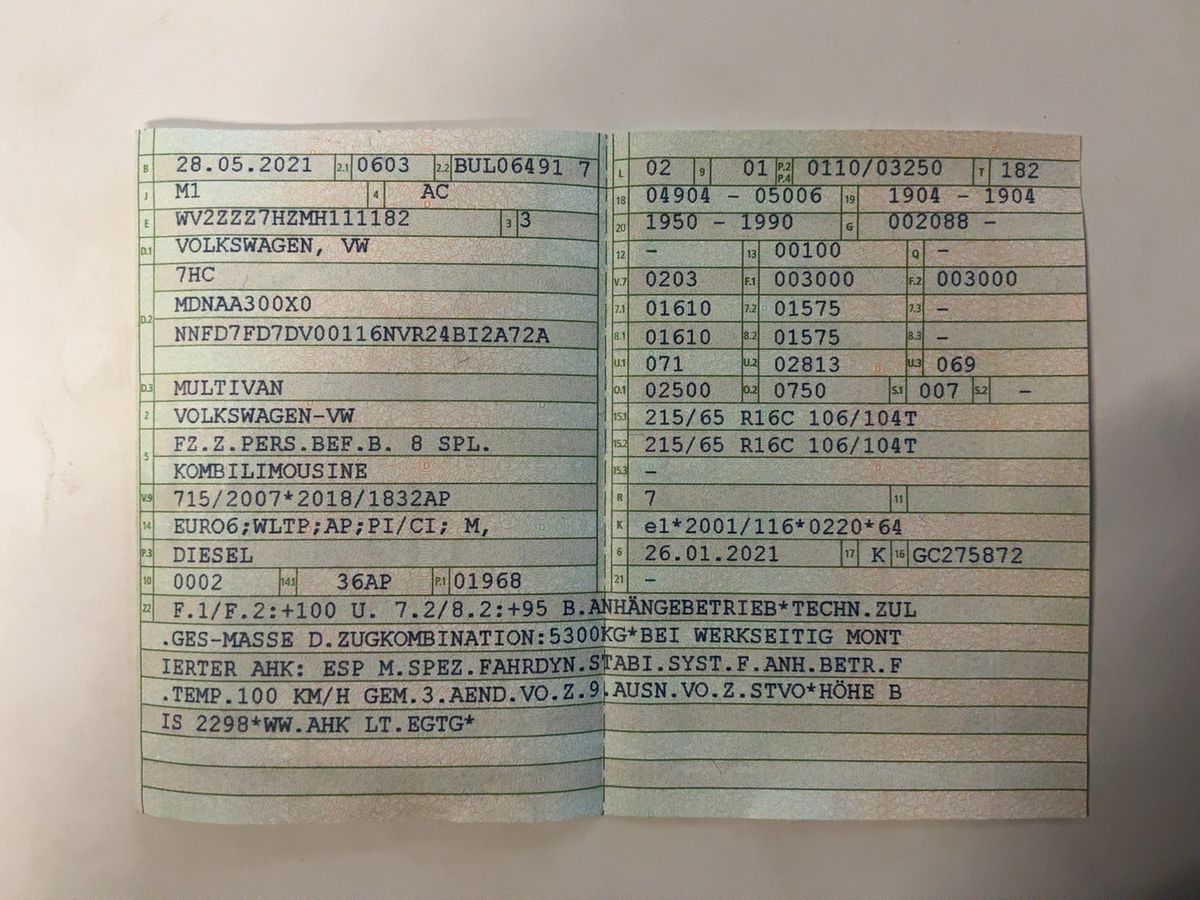 B 28.05.2021 2.1 0603 2.2 BUL06491 7
J M1 4 AC
E WV2ZZZ7HZMH111182 3 3
D.1 VOLKSWAGEN, VW
7HC
D.2 MDNAA300X0
NNFD7FD7DV00116NVR24BI2A72A
D.3 MULTIVAN
2 VOLKSWAGEN-VW
5 FZ.Z.PERS.BEF.B. 8 SPL.
KOMBILIMOUSINE
V.9 715/2007*2018/1832AP
14 EURO6;WLTP;AP;PI/CI; M,
P.3 DIESEL
10 0002 14.1 36AP P.1 01968
L 02 9 01 P.2 P.4 0110/03250 T 182
18 04904 - 05006 19 1904 - 1904
20 1950 - 1990 G 002088 -
12 - 13 00100 Q -
V.7 0203 F.1 003000 F.2 003000
7.1 01610 7.2 01575 7.3 -
8.1 01610 8.2 01575 8.3 -
U.1 071 U.2 02813 U.3 069
O.1 02500 O.2 0750 S.1 007 S.2 -
15.1 215/65 R16C 106/104T
15.2 215/65 R16C 106/104T
15.3 -
R 7 11
K e1*2001/116*0220*64
6 26.01.2021 17 K 16 GC275872
21 -
22 F.1/F.2:+100 U. 7.2/8.2:+95 B.ANHÄNGEBETRIEB*TECHN.ZUL
.GES-MASSE D.ZUGKOMBINATION:5300KG*BEI WERKSEITIG MONT
IERTER AHK: ESP M.SPEZ.FAHRDYN.STABI.SYST.F.ANH.BETR.F
.TEMP.100 KM/H GEM.3.AEND.VO.Z.9.AUSN.VO.Z.STVO*HÖHE B
IS 2298*WW.AHK LT.EGTG*